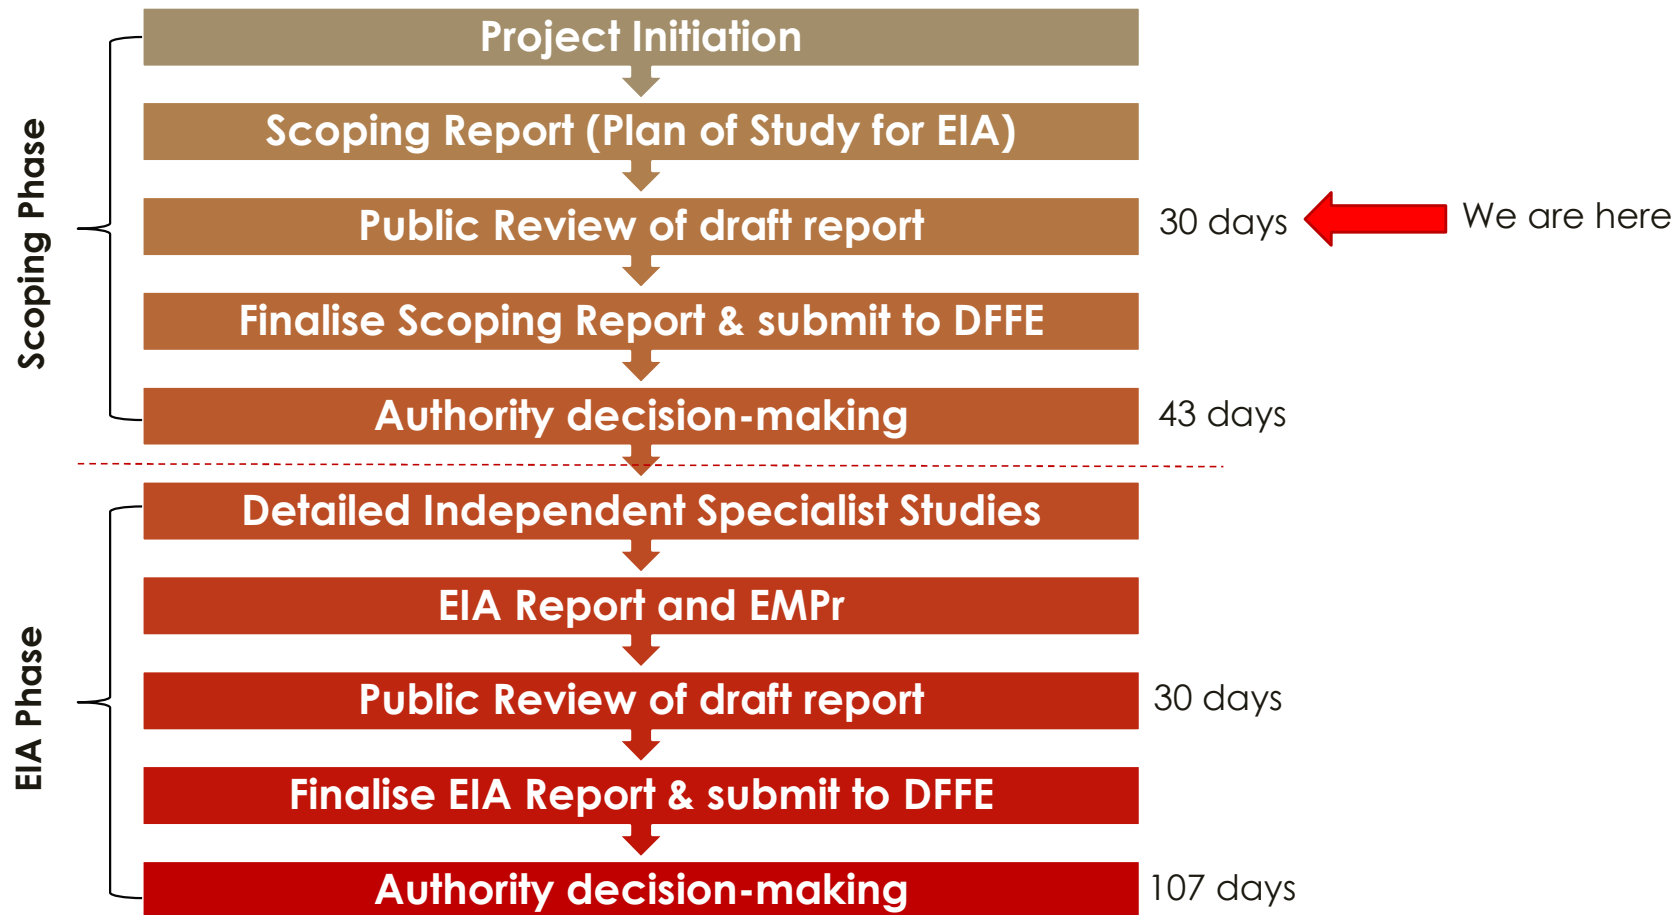 Scoping Phase
Project Initiation
Scoping Report (Plan of Study for EIA)
Public Review of draft report
30 days
We are here
Finalise Scoping Report & submit to DFFE
Authority decision-making
43 days
EIA Phase
Detailed Independent Specialist Studies
EIA Report and EMPr
Public Review of draft report
30 days
Finalise EIA Report & submit to DFFE
Authority decision-making
107 days